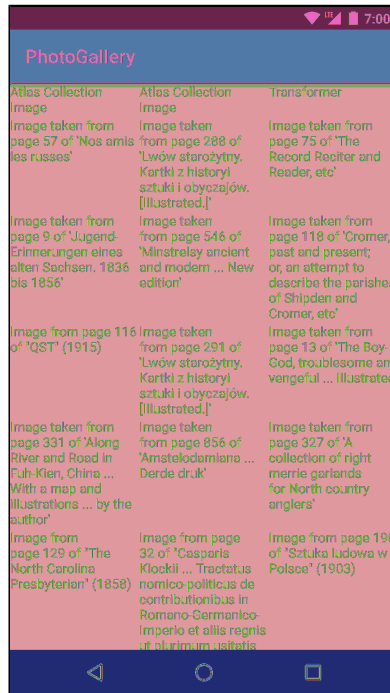 LTE 7:00
PhotoGallery
Atlas Collection
Image
Atlas Collection
Image
Transformer
Image taken from
page 57 of 'Nos amis
les russes'
Image taken
from page 288 of
'Lwów starożytny.
Kartki z historyi
sztuki i obyczajów.
[Illustrated.]'
Image taken from
page 75 of 'The
Record Reciter and
Reader, etc'
Image taken from
page 9 of 'Jugend-
Erinnerungen eines
alten Sachsen. 1836
bis 1856'
Image taken
from page 546 of
'Minstrelsy ancient
and modern ... New
edition'
Image taken from
page 118 of 'Cromer,
past and present;
or, an attempt to
describe the parishes
of Shipden and
Cromer, etc'
Image from page 116
of "QST" (1915)
Image taken
from page 291 of
'Lwów starożytny.
Kartki z historyi
sztuki i obyczajów.
[Illustrated.]'
Image taken from
page 13 of 'The Boy-
God, troublesome an
vengeful ... Illustrate
Image taken from
page 331 of 'Along
River and Road in
Fuh-Kien, China ...
With a map and
illustrations ... by the
author'
Image taken
from page 856 of
'Amstelodamiana ...
Derde druk'
Image taken from
page 327 of 'A
collection of right
merrie garlands
for North country
anglers'
Image from
page 129 of "The
North Carolina
Presbyterian" (1858)
Image from page
32 of "Casparis
Klockii ... Tractatus
nomico-politicus de
contributionibus in
Romano-Germanico-
Imperio et aliis regnis
ut plurimum usitatis
Image from page 190
of "Sztuka ludowa w
Polsce" (1903)